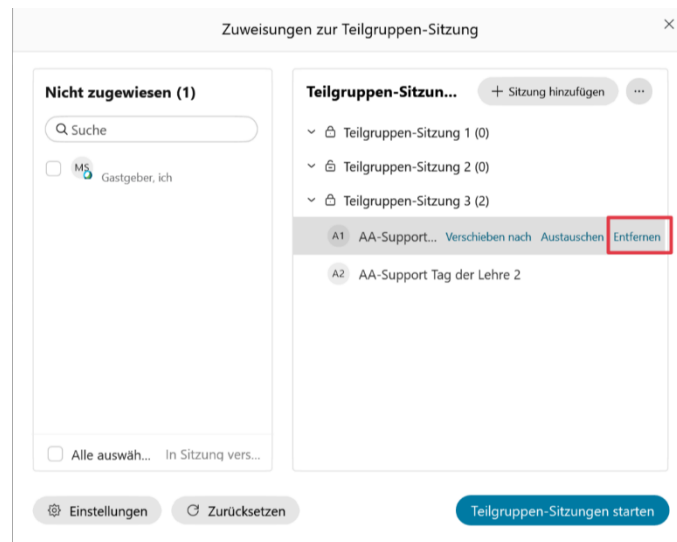 Zuweisungen zur Teilgruppen-Sitzung
Nicht zugewiesen (1)
Suche
MS
Gastgeber, ich
Alle auswäh... In Sitzung vers...
Teilgruppen-Sitzun... + Sitzung hinzufügen ...
Teilgruppen-Sitzung 1 (0)
Teilgruppen-Sitzung 2 (0)
Teilgruppen-Sitzung 3 (2)
A1 AA-Support... Verschieben nach Austauschen Entfernen
A2 AA-Support Tag der Lehre 2
Einstellungen Zurücksetzen Teilgruppen-Sitzungen starten